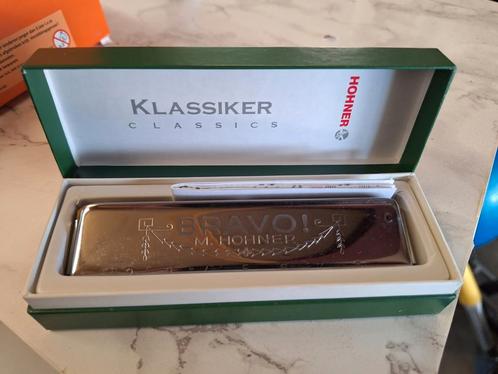 KLASSIKER
CLASSICS
HOHNER
BRAVO!
M. HOHNER